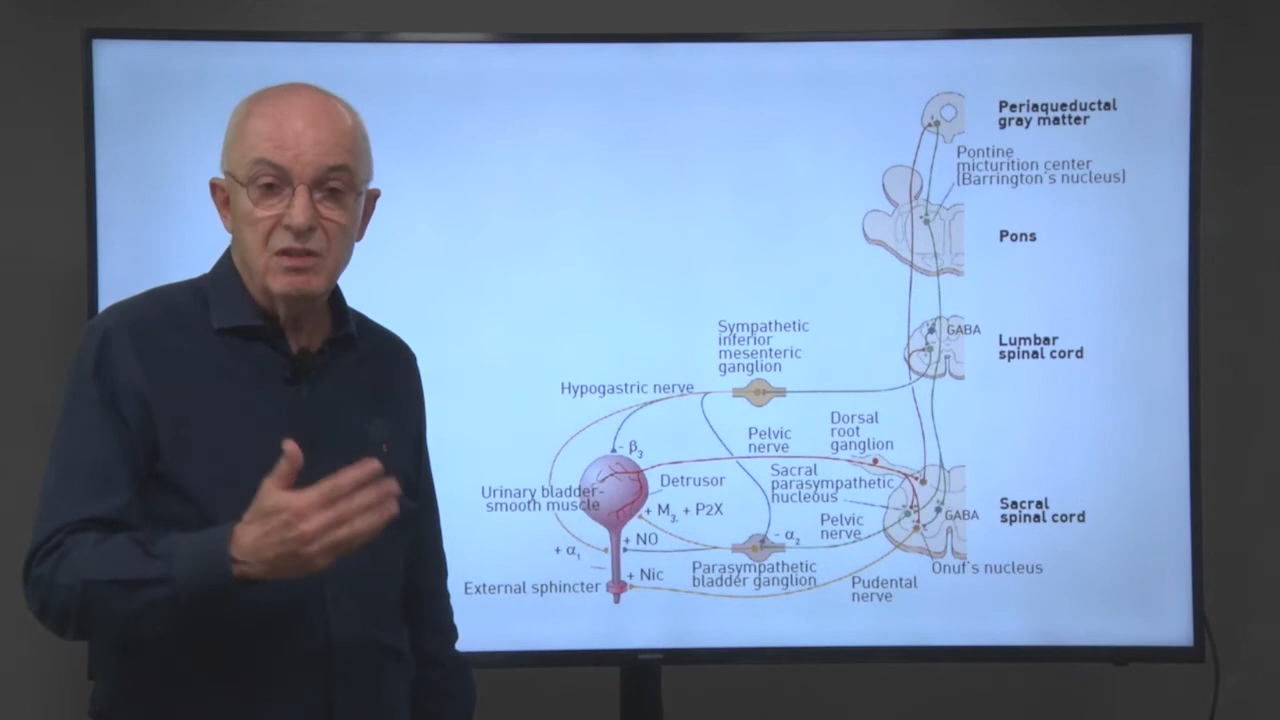 Periaqueductal
gray matter
Pontine
micturition center
(Barrington's nucleus)
Pons
Sympathetic
inferior
mesenteric
ganglion
GABA
Lumbar
spinal cord
Hypogastric nerve
- β3
Pelvic
nerve
Dorsal
root
ganglion
Urinary bladder-
smooth muscle
Detrusor
Sacral
parasympathetic
nucleous
+ M3, + P2X
Pelvic
nerve
GABA
Sacral
spinal cord
+ NO
- α2
+ α1
Parasympathetic
bladder ganglion
Onuf's nucleus
+ Nic
External sphincter
Pudental
nerve